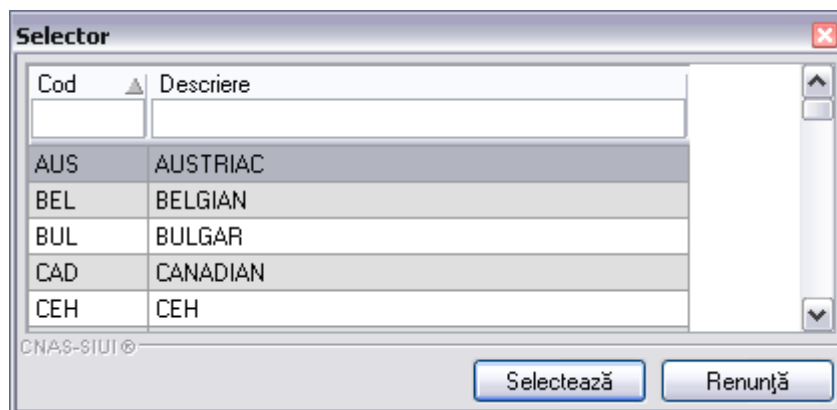 Selector
Cod Descriere
AUS AUSTRIAC
BEL BELGIAN
BUL BULGAR
CAD CANADIAN
CEH CEH
CNAS-SIUI®
Selectează Renunţă